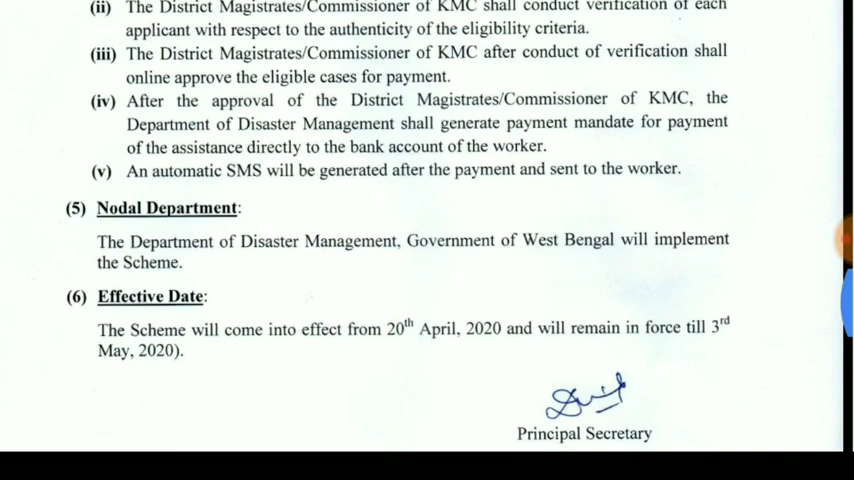 (ii) The District Magistrates/Commissioner of KMC shall conduct verification of each
applicant with respect to the authenticity of the eligibility criteria.
(iii) The District Magistrates/Commissioner of KMC after conduct of verification shall
online approve the eligible cases for payment.
(iv) After the approval of the District Magistrates/Commissioner of KMC, the
Department of Disaster Management shall generate payment mandate for payment
of the assistance directly to the bank account of the worker.
(v) An automatic SMS will be generated after the payment and sent to the worker.
(5) Nodal Department:
The Department of Disaster Management, Government of West Bengal will implement
the Scheme.
(6) Effective Date:
The Scheme will come into effect from 20th April, 2020 and will remain in force till 3rd
May, 2020).
Principal Secretary